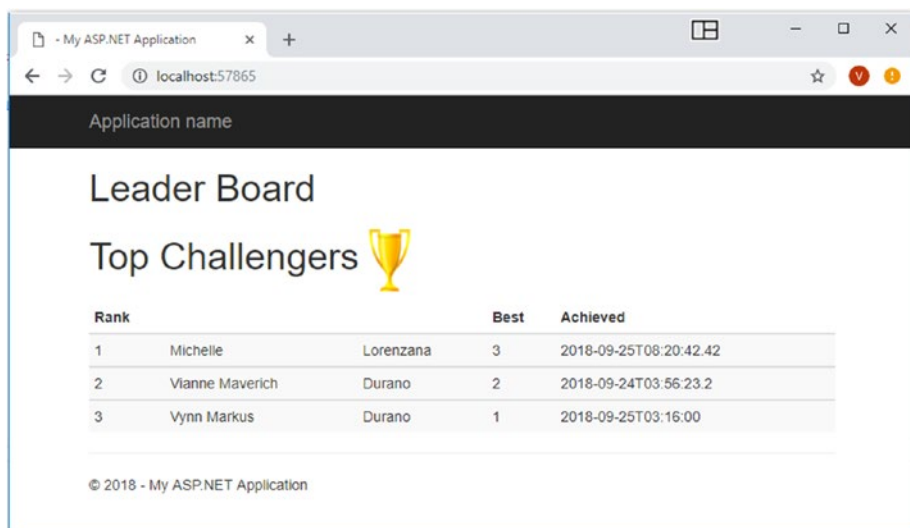 - My ASP.NET Application
localhost:57865
Application name
Leader Board
Top Challengers
Rank Best Achieved
1 Michelle Lorenzana 3 2018-09-25T08:20:42.42
2 Vianne Maverich Durano 2 2018-09-24T03:56:23.2
3 Vynn Markus Durano 1 2018-09-25T03:16:00
© 2018 - My ASP.NET Application
V